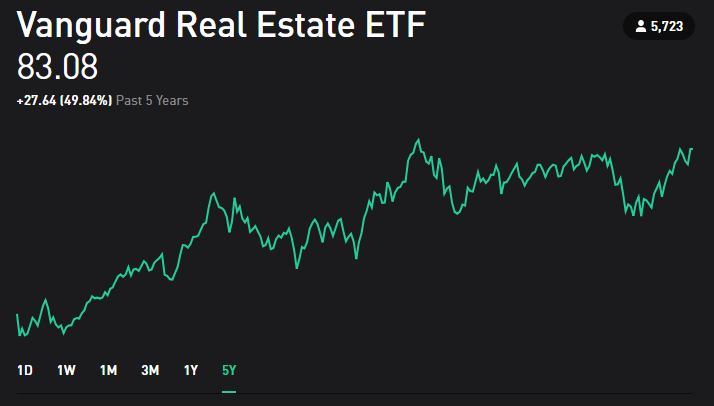 Vanguard Real Estate ETF
5,723
83.08
+27.64 (49.84%) Past 5 Years
1D 1W 1M 3M 1Y 5Y